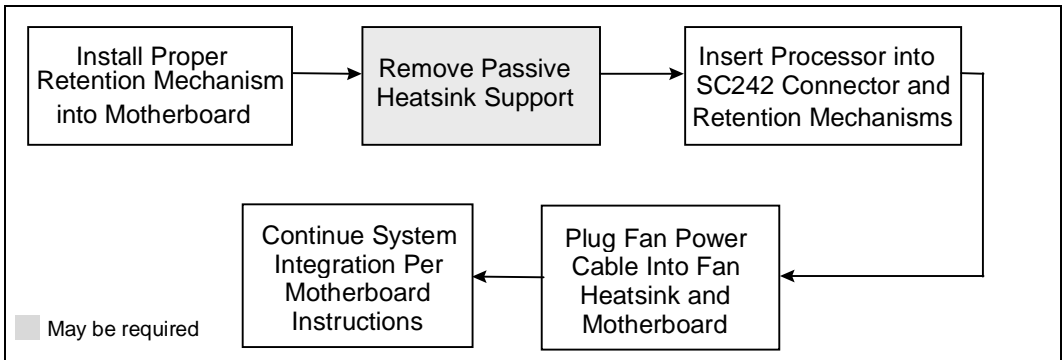 Install Proper
Retention Mechanism
into Motherboard
Remove Passive
Heatsink Support
Insert Processor into
SC242 Connector and
Retention Mechanisms
Plug Fan Power
Cable Into Fan
Heatsink and
Motherboard
Continue System
Integration Per
Motherboard
Instructions
May be required